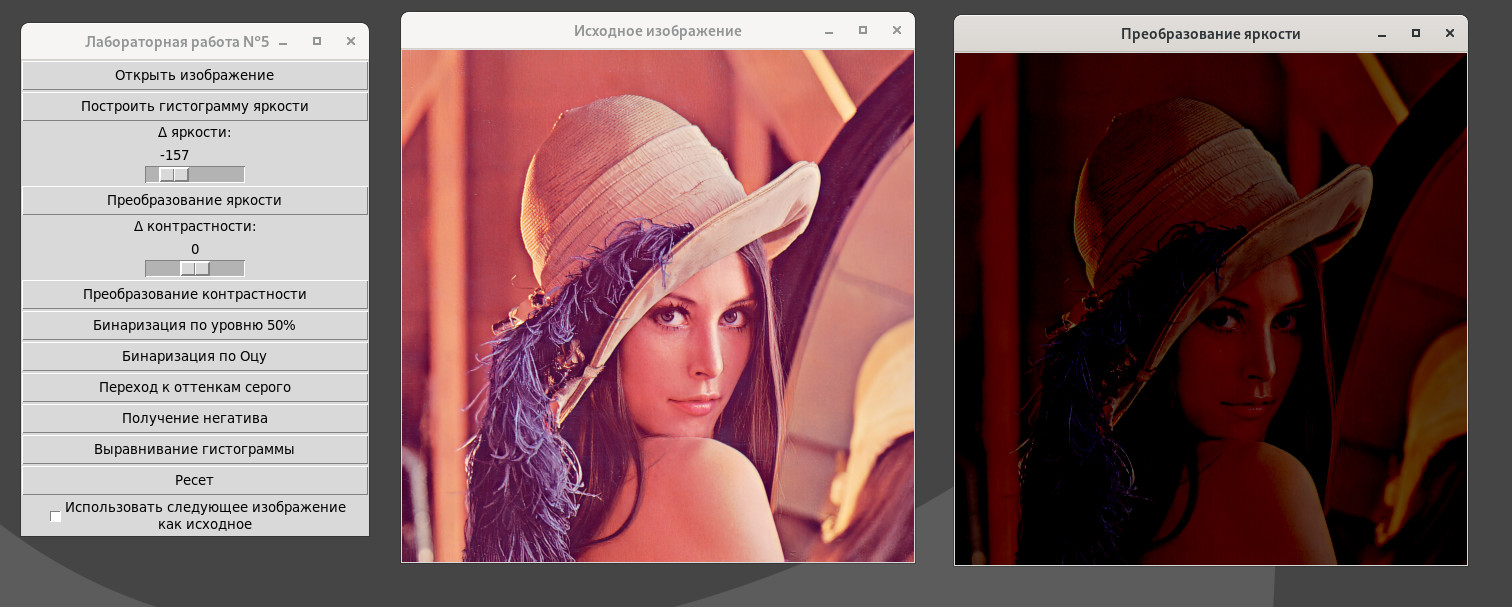 Лабораторная работа №5
Открыть изображение
Построить гистограмму яркости
Δ яркости:
-157
Преобразование яркости
Δ контрастности:
0
Преобразование контрастности
Бинаризация по уровню 50%
Бинаризация по Оцу
Переход к оттенкам серого
Получение негатива
Выравнивание гистограммы
Ресет
Использовать следующее изображение
как исходное
Исходное изображение
Преобразование яркости